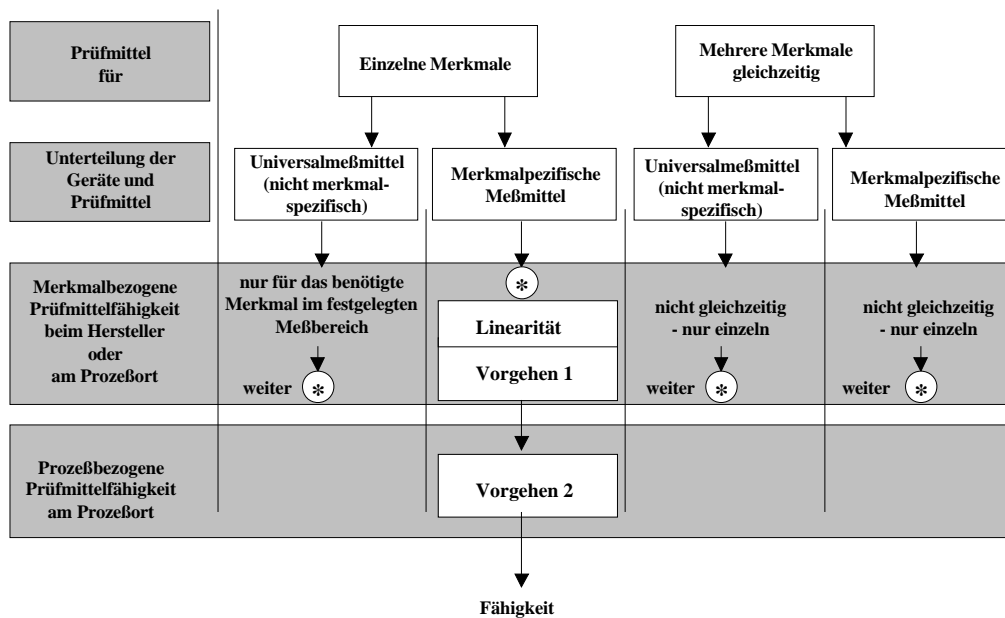 Prüfmittel
für
Einzelne Merkmale
Mehrere Merkmale
gleichzeitig
Unterteilung der
Geräte und
Prüfmittel
Universalmeßmittel
(nicht merkmal-
spezifisch)
Merkmalpezifische
Meßmittel
Universalmeßmittel
(nicht merkmal-
spezifisch)
Merkmalpezifische
Meßmittel
Merkmalbezogene
Prüfmittelfähigkeit
beim Hersteller
oder
am Prozeßort
nur für das benötigte
Merkmal im festgelegten
Meßbereich
weiter *
*
Linearität
Vorgehen 1
nicht gleichzeitig
- nur einzeln
weiter *
nicht gleichzeitig
- nur einzeln
weiter *
Prozeßbezogene
Prüfmittelfähigkeit
am Prozeßort
Vorgehen 2
Fähigkeit